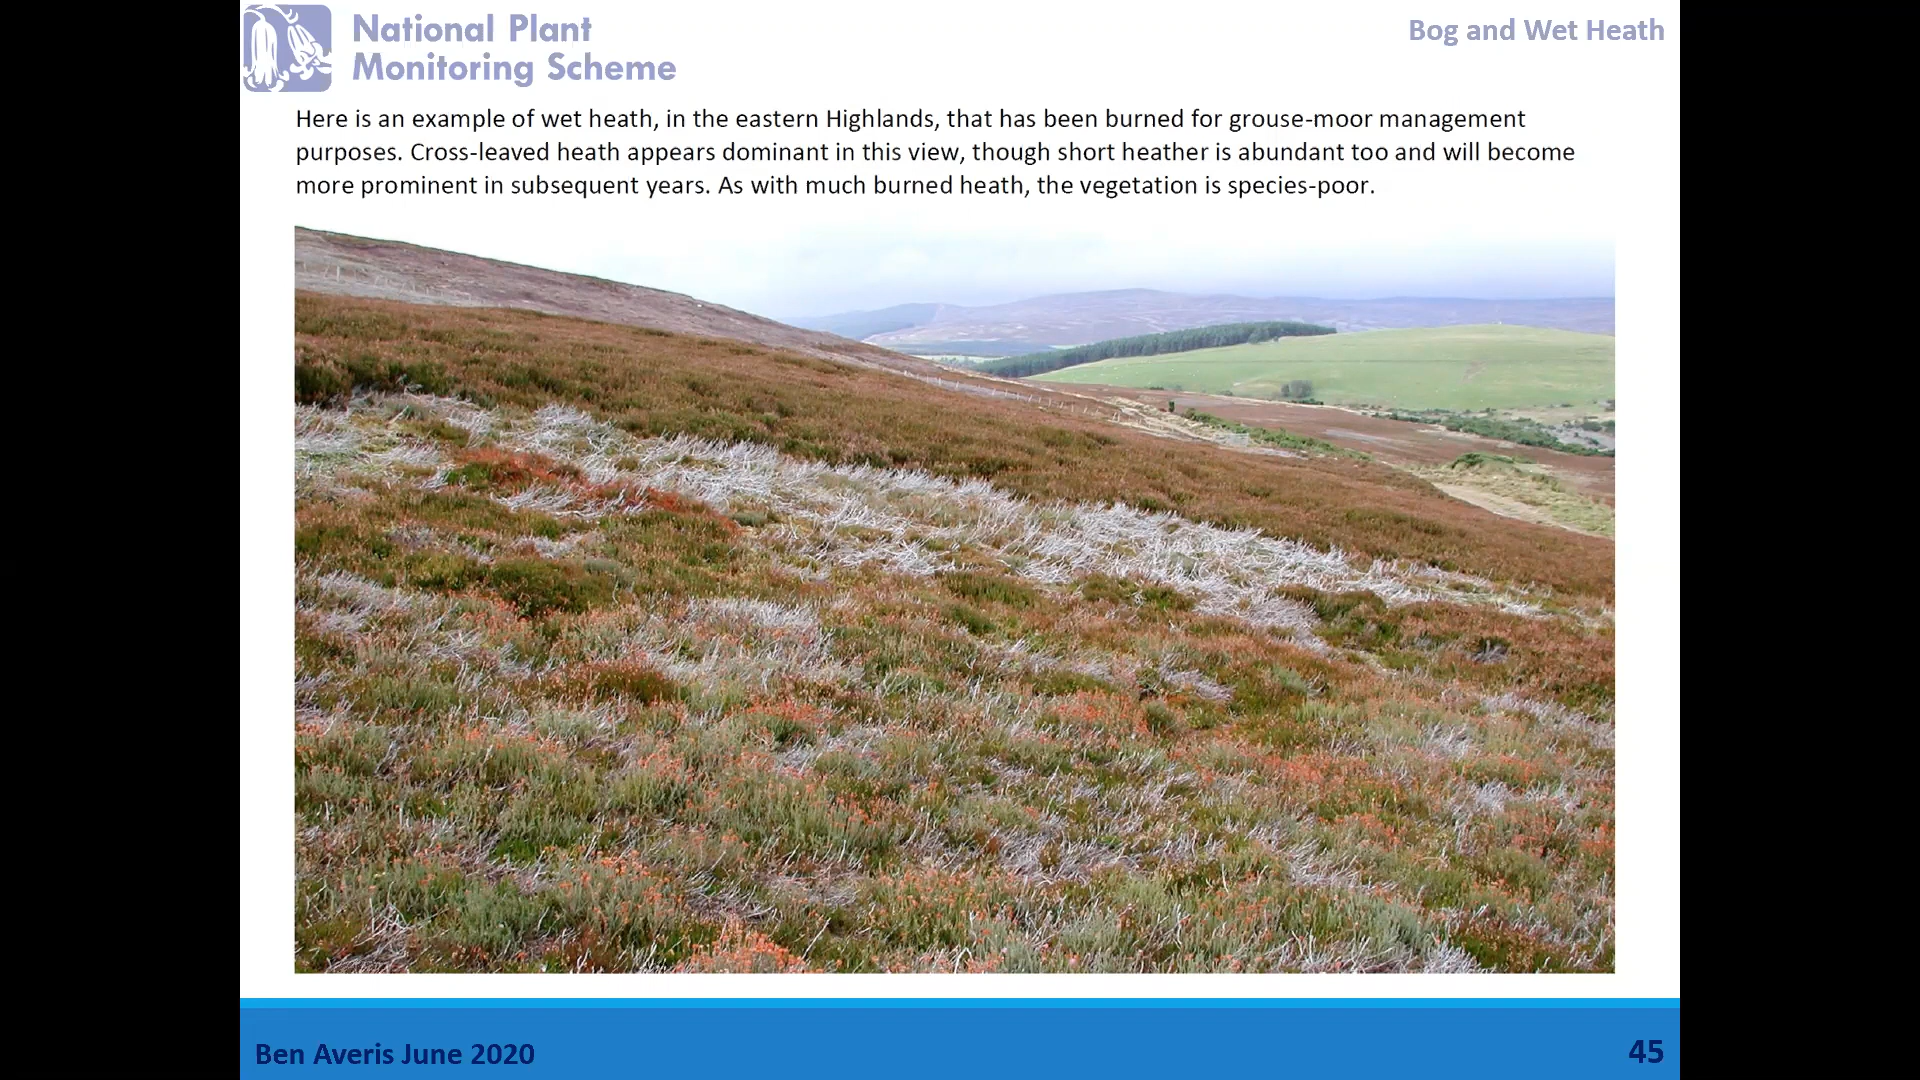 National Plant
Monitoring Scheme
Bog and Wet Heath
Here is an example of wet heath, in the eastern Highlands, that has been burned for grouse-moor management
purposes. Cross-leaved heath appears dominant in this view, though short heather is abundant too and will become
more prominent in subsequent years. As with much burned heath, the vegetation is species-poor.
Ben Averis June 2020
45